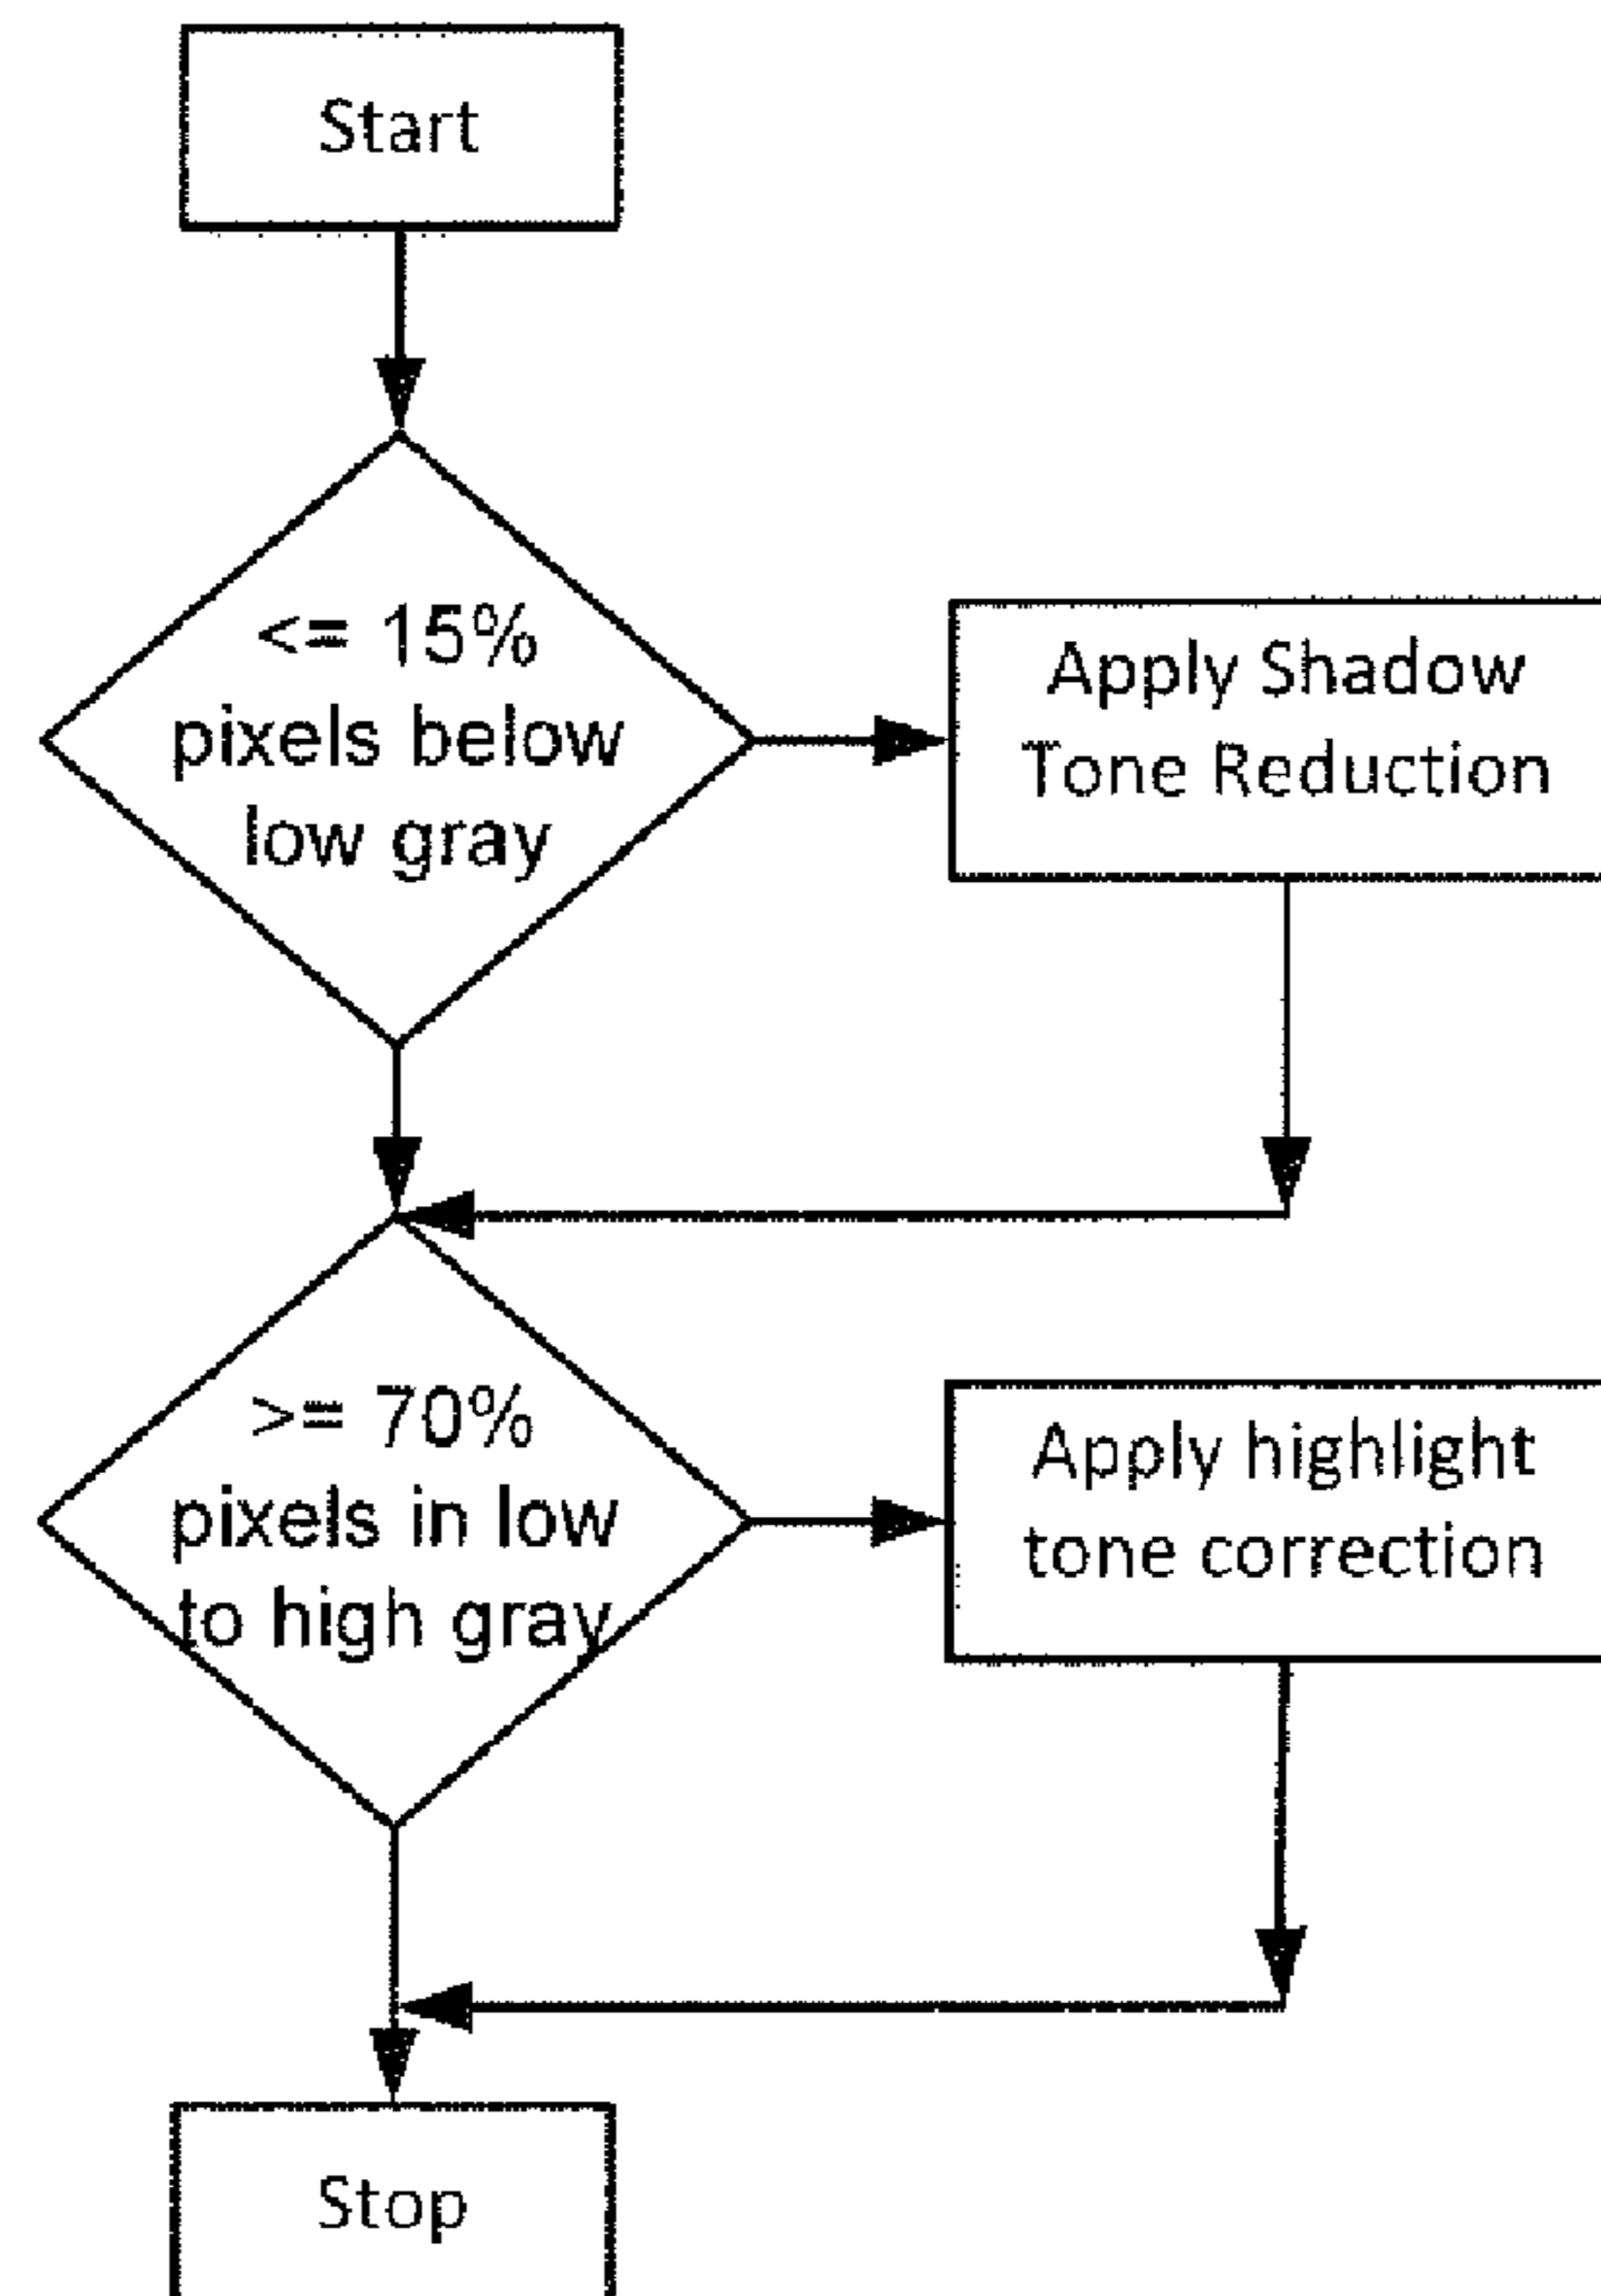 Start
<= 15%
pixels below
low gray
Apply Shadow
Tone Reduction
>= 70%
pixels in low
to high gray
Apply highlight
tone correction
Stop